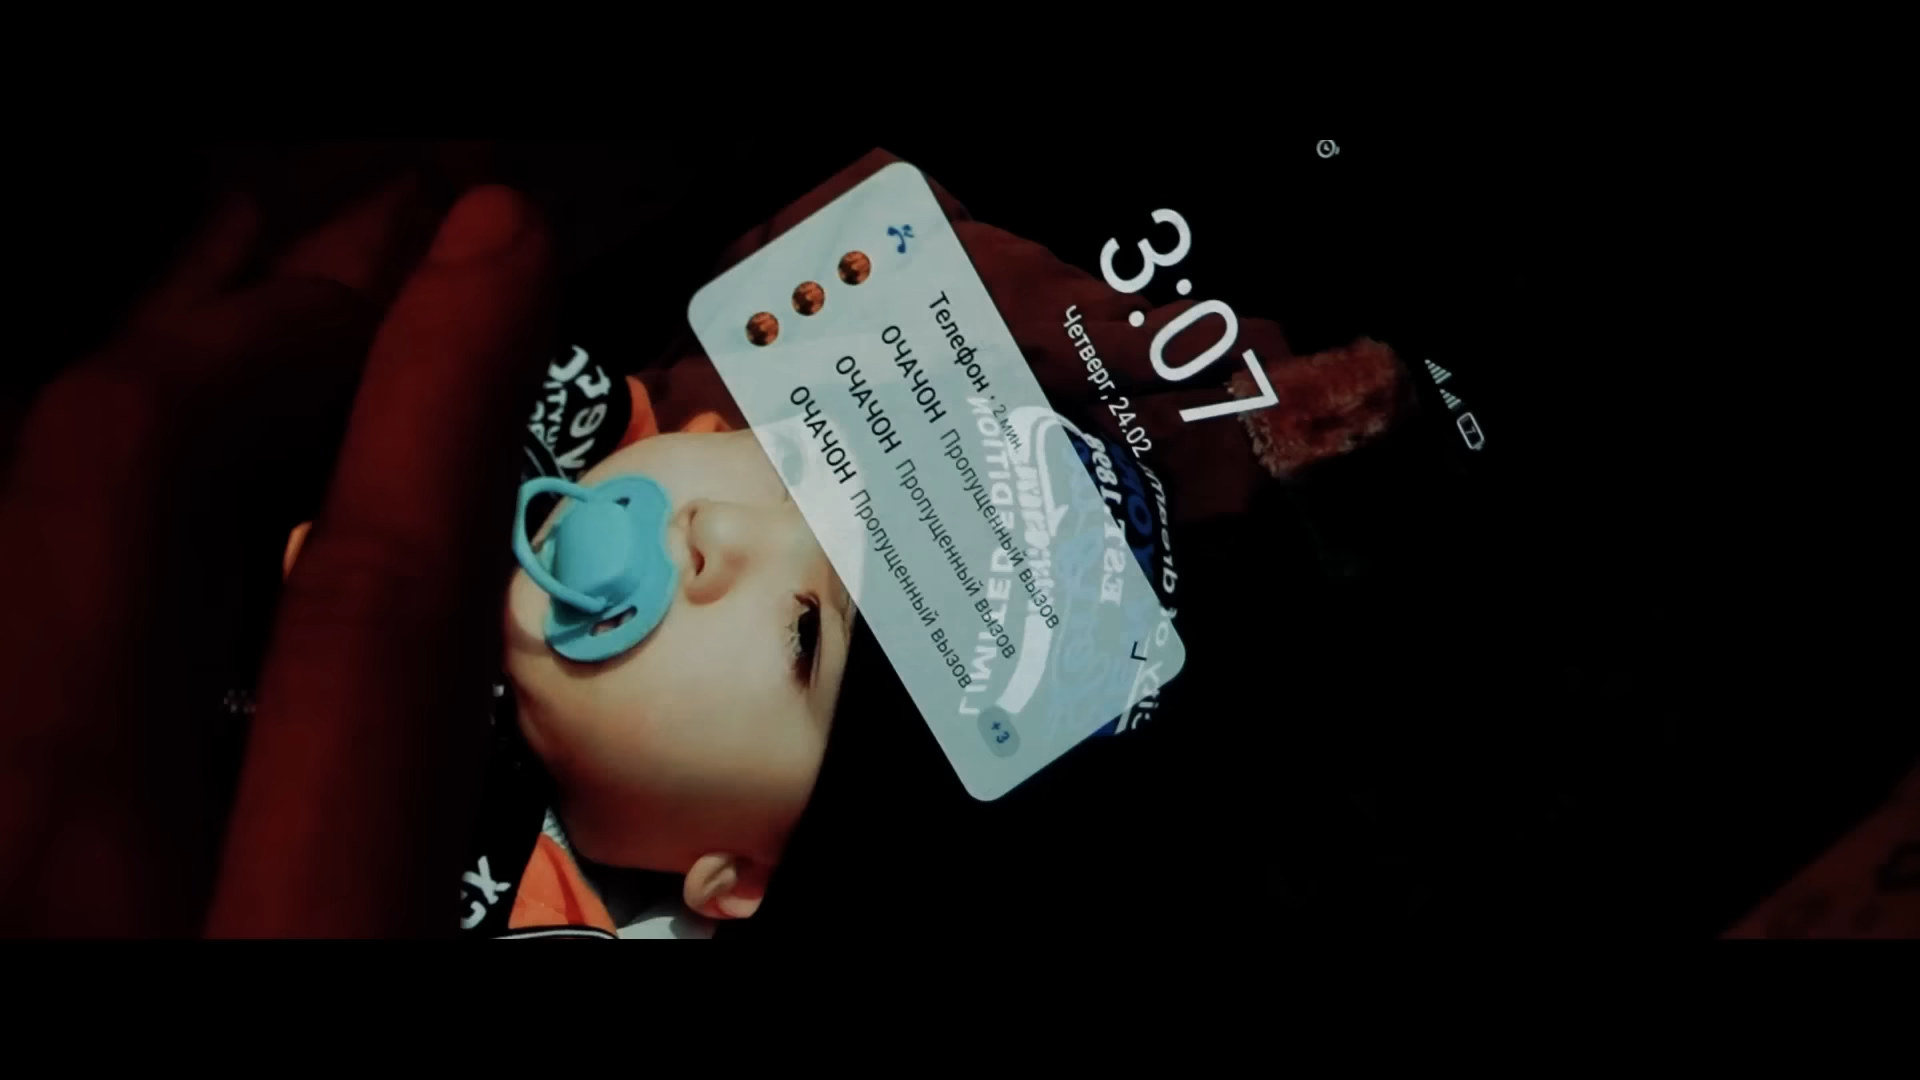 3:07
Четверг, 24.02
Телефон • 2 мин.
ОЧАЧОН Пропущенный вызов
ОЧАЧОН Пропущенный вызов
ОЧАЧОН Пропущенный вызов
+3
7
LIMITED EDITION